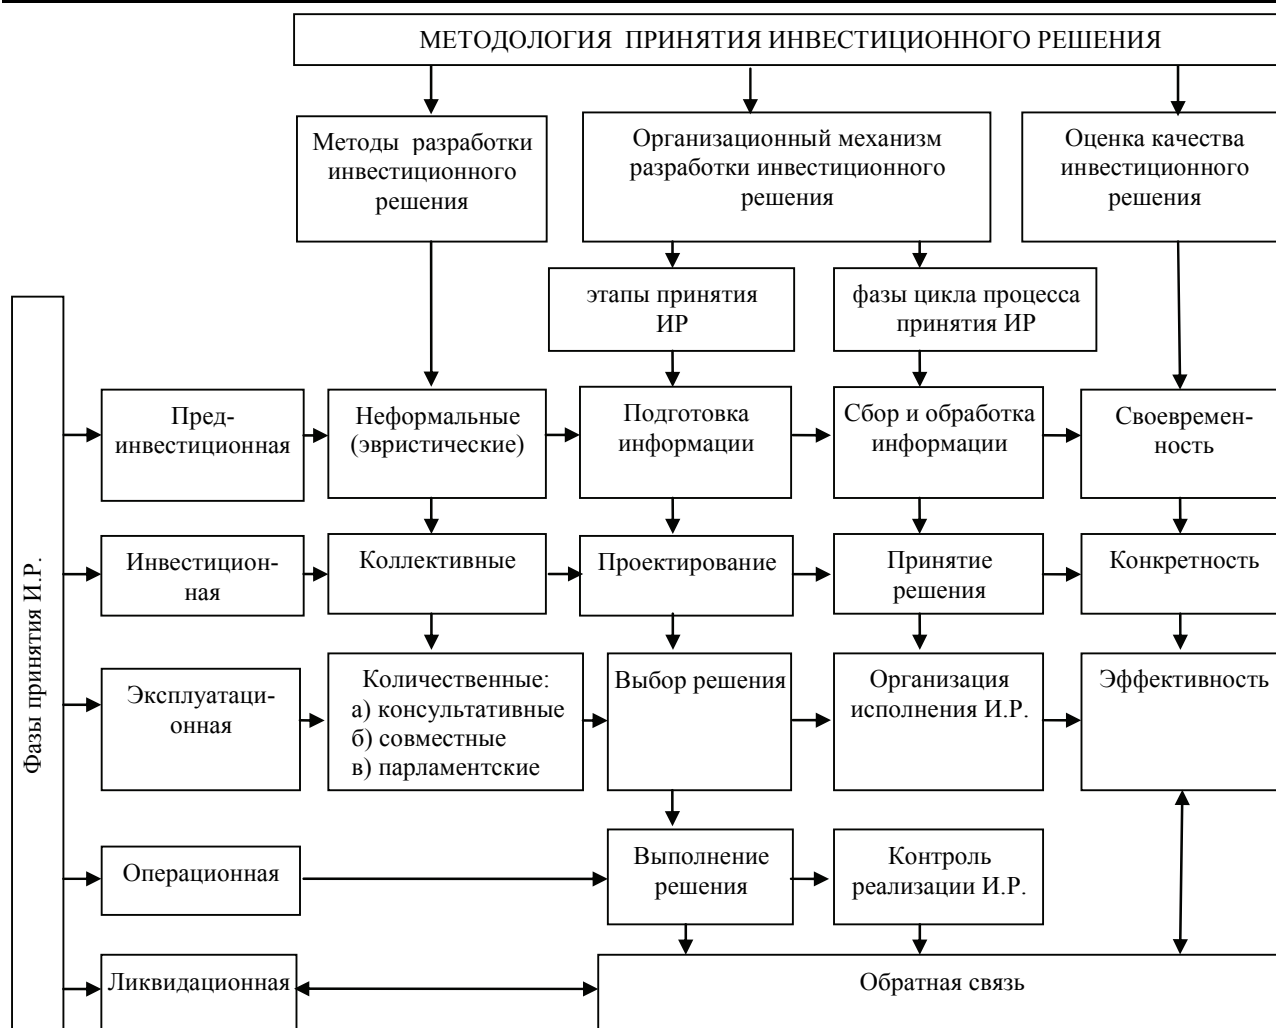 МЕТОДОЛОГИЯ ПРИНЯТИЯ ИНВЕСТИЦИОННОГО РЕШЕНИЯ
Методы разработки
инвестиционного
решения
Организационный механизм
разработки инвестиционного
решения
Оценка качества
инвестиционного
решения
этапы принятия
ИР
фазы цикла процесса
принятия ИР
Фазы принятия И.Р.
Пред-
инвестиционная
Неформальные
(эвристические)
Подготовка
информации
Сбор и обработка
информации
Своевремен-
ность
Инвестицион-
ная
Коллективные
Проектирование
Принятие
решения
Конкретность
Эксплуатаци-
онная
Количественные:
а) консультативные
б) совместные
в) парламентские
Выбор решения
Организация
исполнения И.Р.
Эффективность
Операционная
Выполнение
решения
Контроль
реализации И.Р.
Ликвидационная
Обратная связь